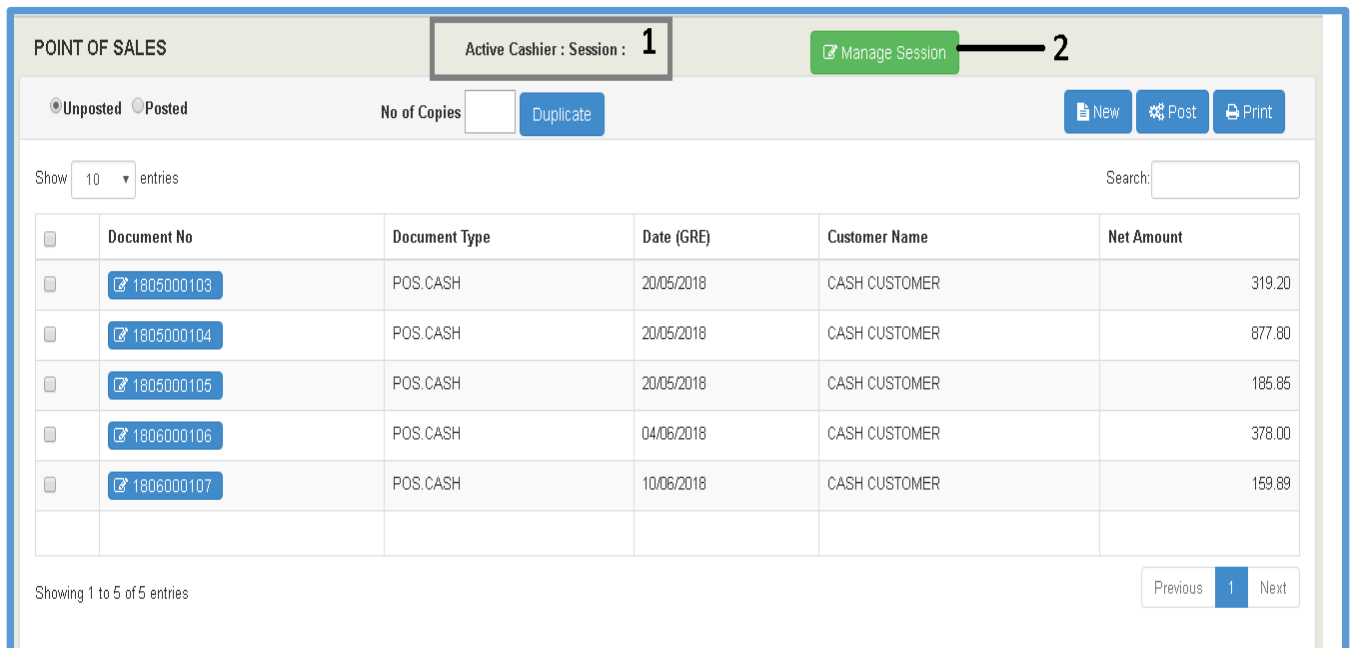 POINT OF SALES Active Cashier : Session : 1 Manage Session 2
Unposted Posted No of Copies Duplicate New Post Print
Show 10 entries Search:
Document No Document Type Date (GRE) Customer Name Net Amount
1805000103 POS.CASH 20/05/2018 CASH CUSTOMER 319.20
1805000104 POS.CASH 20/05/2018 CASH CUSTOMER 877.80
1805000105 POS.CASH 20/05/2018 CASH CUSTOMER 185.85
1806000106 POS.CASH 04/06/2018 CASH CUSTOMER 378.00
1806000107 POS.CASH 10/06/2018 CASH CUSTOMER 159.89
Showing 1 to 5 of 5 entries Previous 1 Next